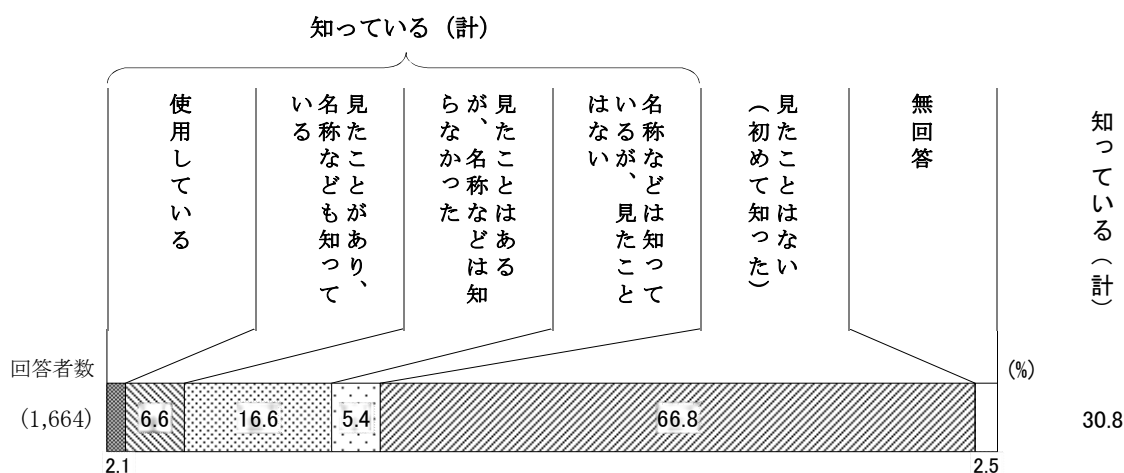 知っている（計）
使用している
見たことがあり、
名称なども知って
いる
見たことはある
が、名称などは知
らなかった
名称などは知って
いるが、見たこと
はない
見たことはない
（初めて知った）
無回答
知っている（計）
回答者数
(%)
(1,664)
6.6
16.6
5.4
66.8
30.8
2.1
2.5